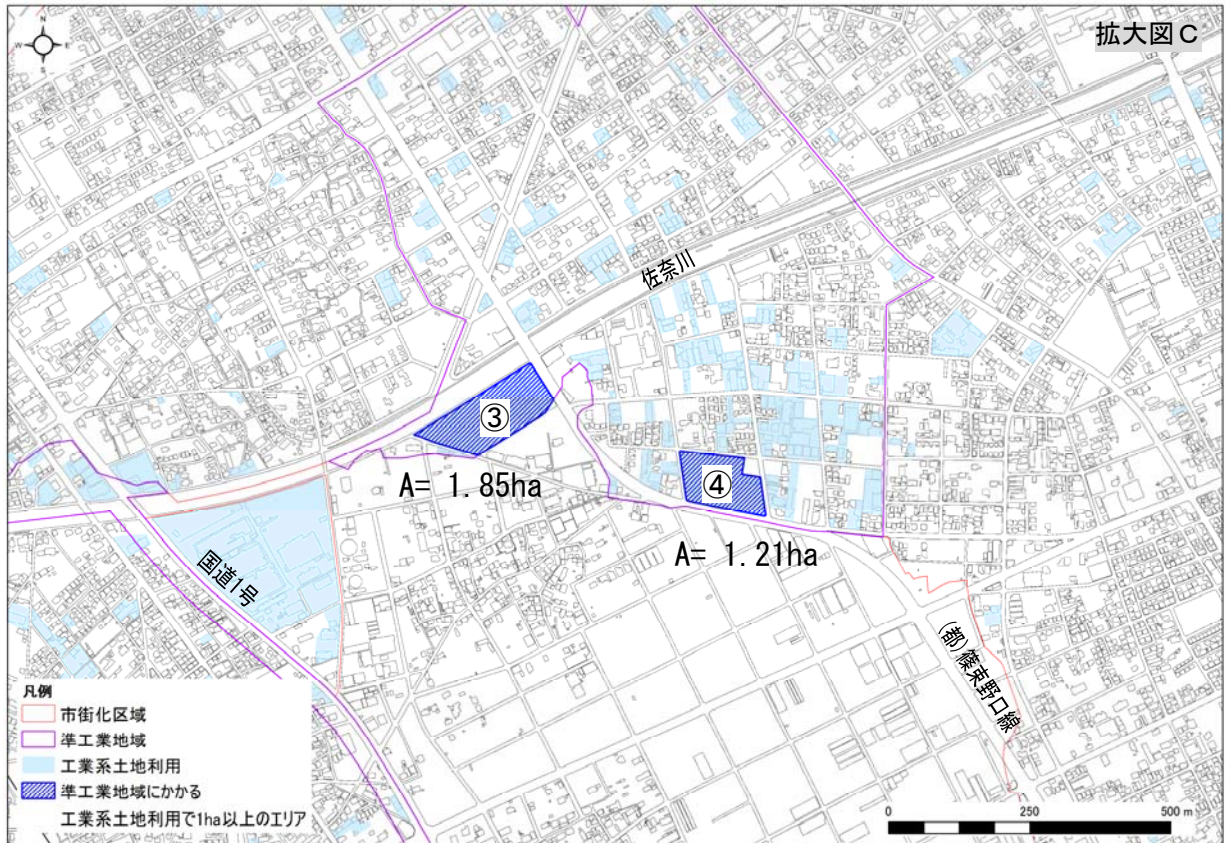 拡大図C
N
W
E
S
佐奈川
③
A= 1.85ha
④
A= 1.21ha
国道1号
(都)篠束野口線
凡例
市街化区域
準工業地域
工業系土地利用
準工業地域にかかる
工業系土地利用で1ha以上のエリア
0 250 500 m